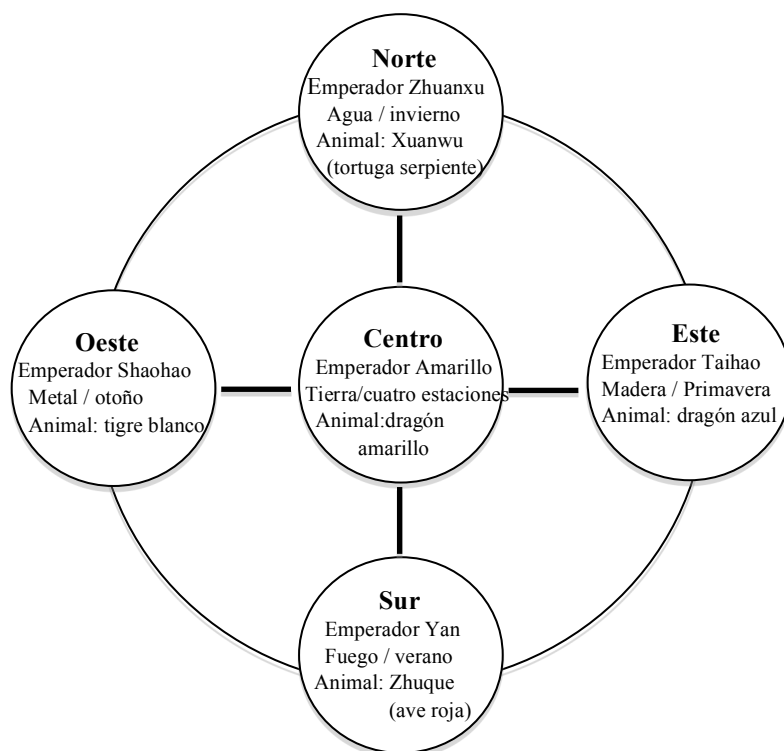 Norte
Emperador Zhuanxu
Agua / invierno
Animal: Xuanwu
(tortuga serpiente)
Oeste
Emperador Shaohao
Metal / otoño
Animal: tigre blanco
Centro
Emperador Amarillo
Tierra/cuatro estaciones
Animal:dragón
amarillo
Este
Emperador Taihao
Madera / Primavera
Animal: dragón azul
Sur
Emperador Yan
Fuego / verano
Animal: Zhuque
(ave roja)